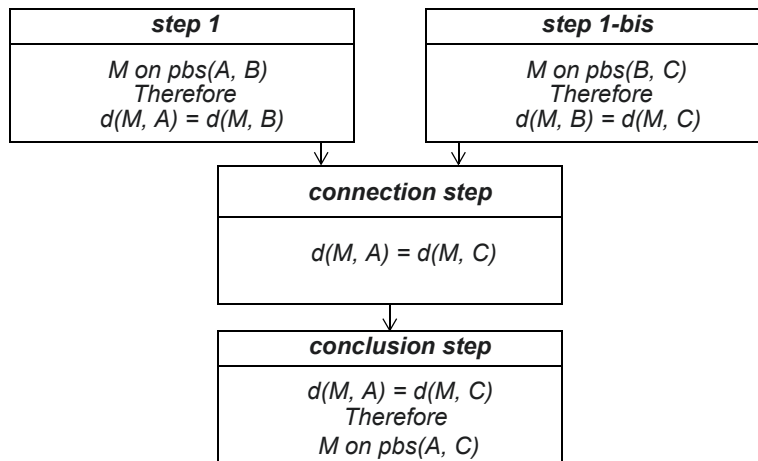 step 1
M on pbs(A, B)
Therefore
d(M, A) = d(M, B)
step 1-bis
M on pbs(B, C)
Therefore
d(M, B) = d(M, C)
connection step
d(M, A) = d(M, C)
conclusion step
d(M, A) = d(M, C)
Therefore
M on pbs(A, C)